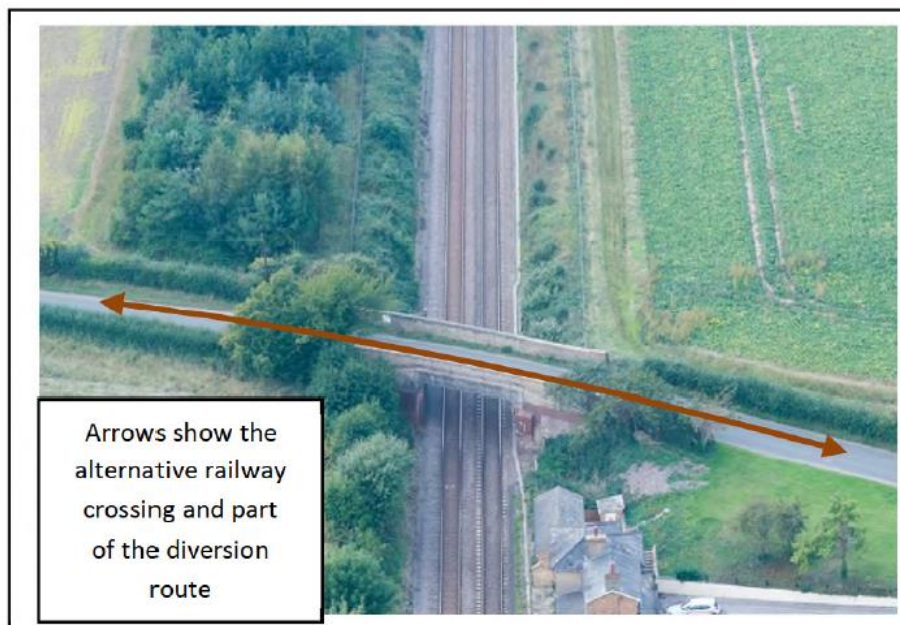 Arrows show the
alternative railway
crossing and part
of the diversion
route